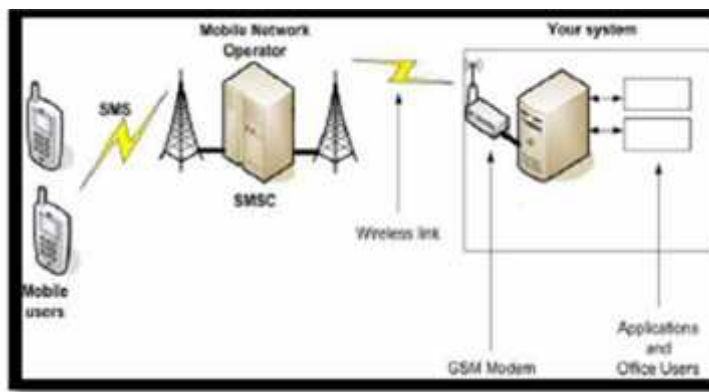 Mobile Network
Operator
Your system
SMS
SMSC
Wireless link
Mobile
users
GSM Modem
Applications
and
Office Users